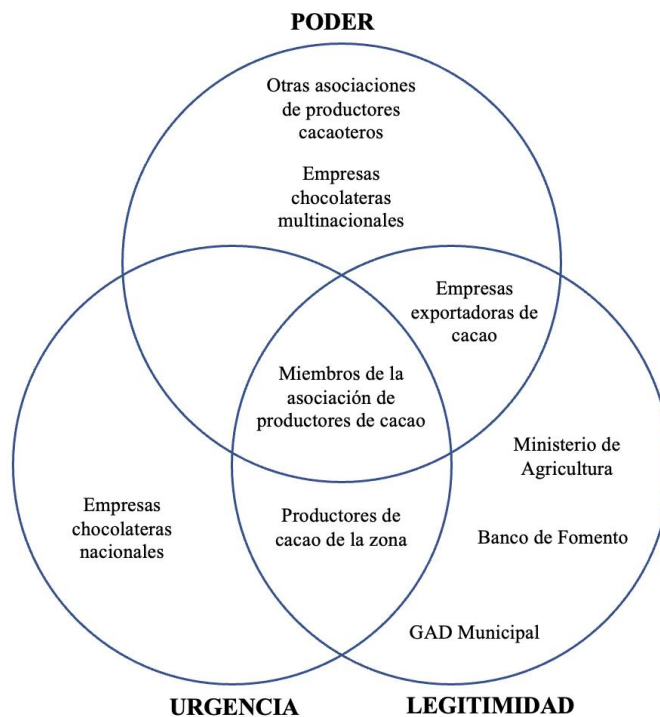 PODER
Otras asociaciones
de productores
cacaoteros
Empresas
chocolateras
multinacionales
Empresas
exportadoras de
cacao
Miembros de la
asociación de
productores de cacao
Ministerio de
Agricultura
Empresas
chocolateras
nacionales
Productores de
cacao de la zona
Banco de Fomento
GAD Municipal
URGENCIA
LEGITIMIDAD